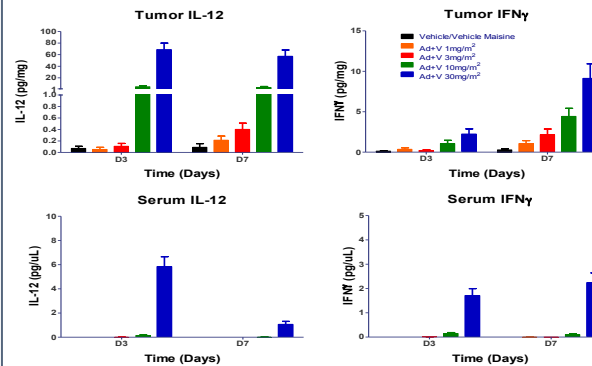 Tumor IL-12
IL-12 (pg/mg)
100
80
60
40
20
1
1.0
0.8
0.6
0.4
0.2
0.0
D3
D7
Time (Days)
Tumor IFNγ
IFNγ (pg/mg)
15
10
5
0
Vehicle/Vehicle Maisine
Ad+V 1mg/m²
Ad+V 3mg/m²
Ad+V 10mg/m²
Ad+V 30mg/m²
D3
D7
Time (Days)
Serum IL-12
IL-12 (pg/uL)
10
8
6
4
2
0
D3
D7
Time (Days)
Serum IFNγ
IFNγ (pg/uL)
5
4
3
2
1
0
D3
D7
Time (Days)